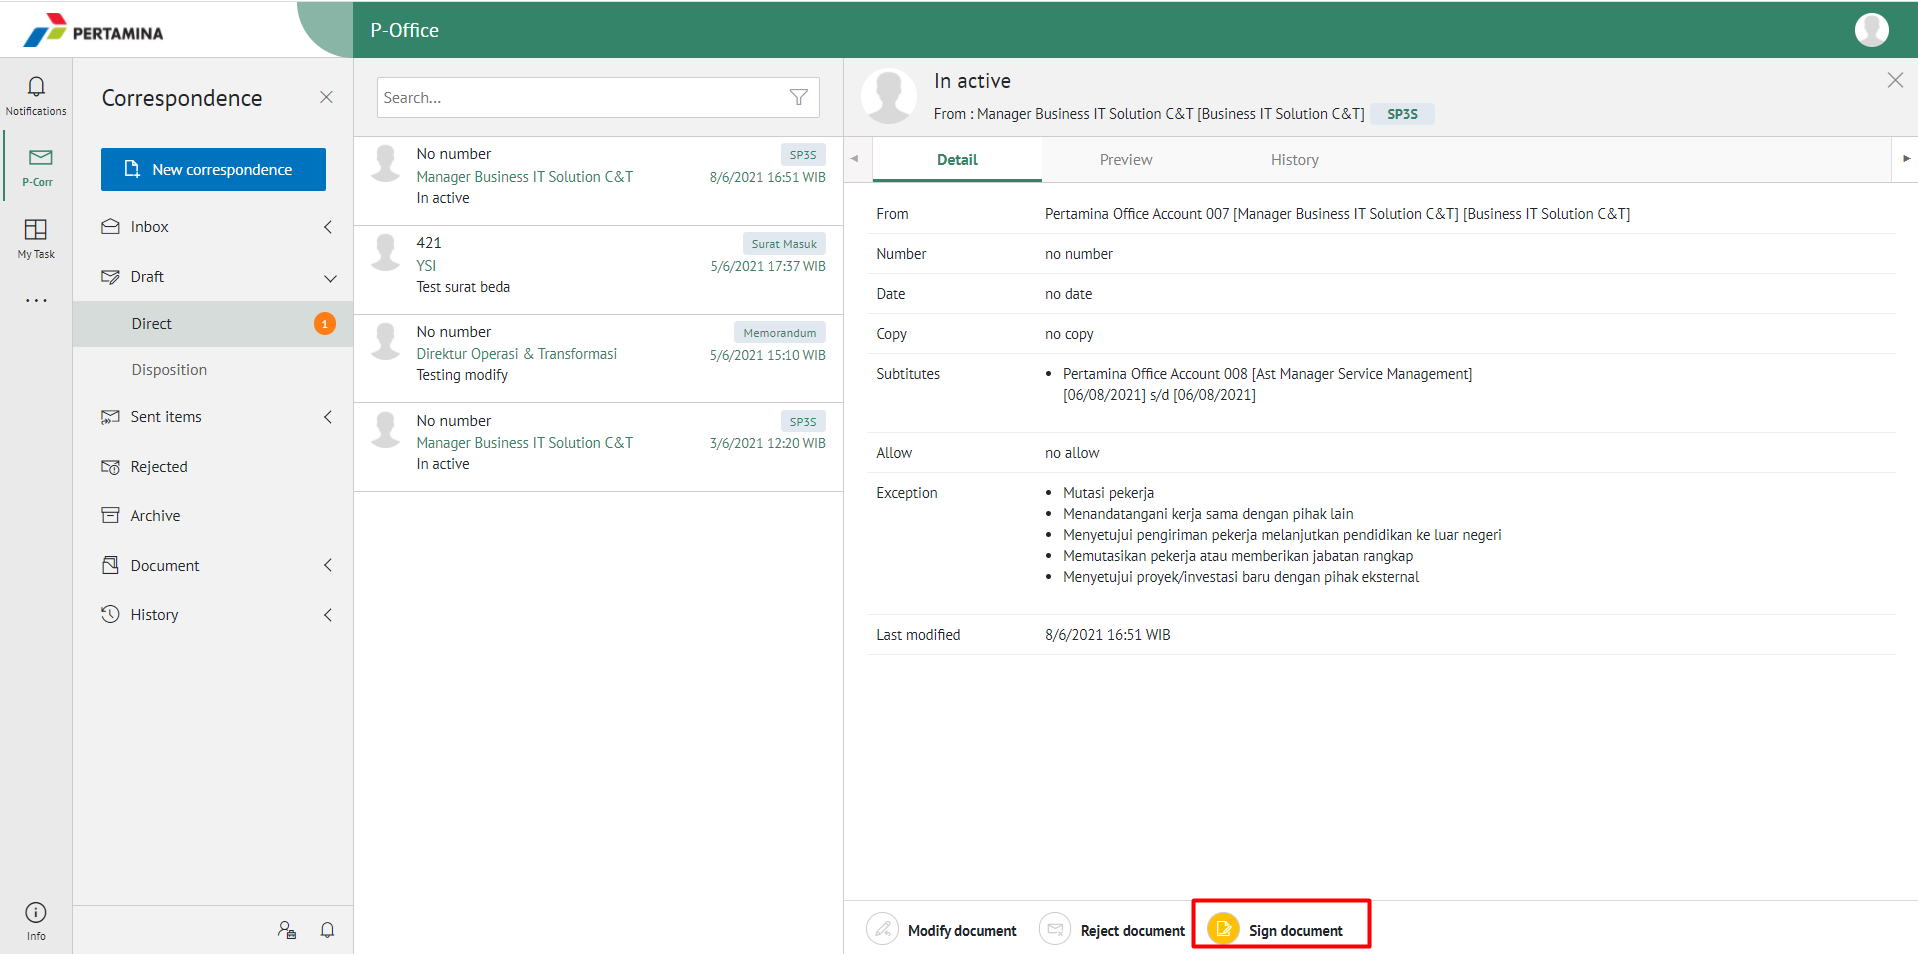 PERTAMINA
P-Office
Notifications
P-Corr
My Task
Info
Correspondence
New correspondence
Inbox
Draft
Direct
1
Disposition
Sent items
Rejected
Archive
Document
History
Search...
No number
SP3S
Manager Business IT Solution C&T
8/6/2021 16:51 WIB
In active
421
Surat Masuk
YSI
5/6/2021 17:37 WIB
Test surat beda
No number
Memorandum
Direktur Operasi & Transformasi
5/6/2021 15:10 WIB
Testing modify
No number
SP3S
Manager Business IT Solution C&T
3/6/2021 12:20 WIB
In active
In active
From : Manager Business IT Solution C&T [Business IT Solution C&T] SP3S
Detail
Preview
History
From Pertamina Office Account 007 [Manager Business IT Solution C&T] [Business IT Solution C&T]
Number no number
Date no date
Copy no copy
Subtitutes • Pertamina Office Account 008 [Ast Manager Service Management]
[06/08/2021] s/d [06/08/2021]
Allow no allow
Exception • Mutasi pekerja
• Menandatangani kerja sama dengan pihak lain
• Menyetujui pengiriman pekerja melanjutkan pendidikan ke luar negeri
• Memutasikan pekerja atau memberikan jabatan rangkap
• Menyetujui proyek/investasi baru dengan pihak eksternal
Last modified 8/6/2021 16:51 WIB
Modify document
Reject document
Sign document